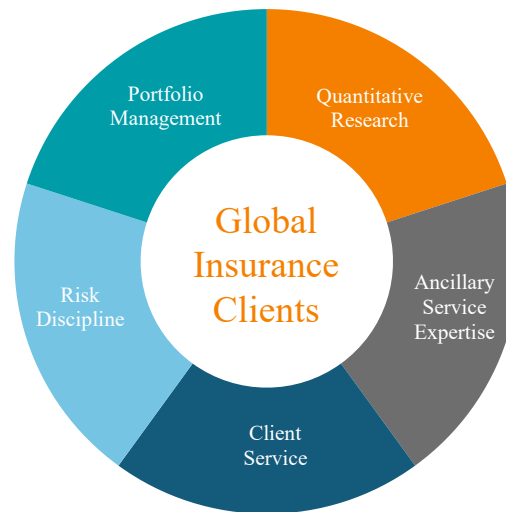 Portfolio
Management
Quantitative
Research
Global
Insurance
Clients
Risk
Discipline
Ancillary
Service
Expertise
Client
Service